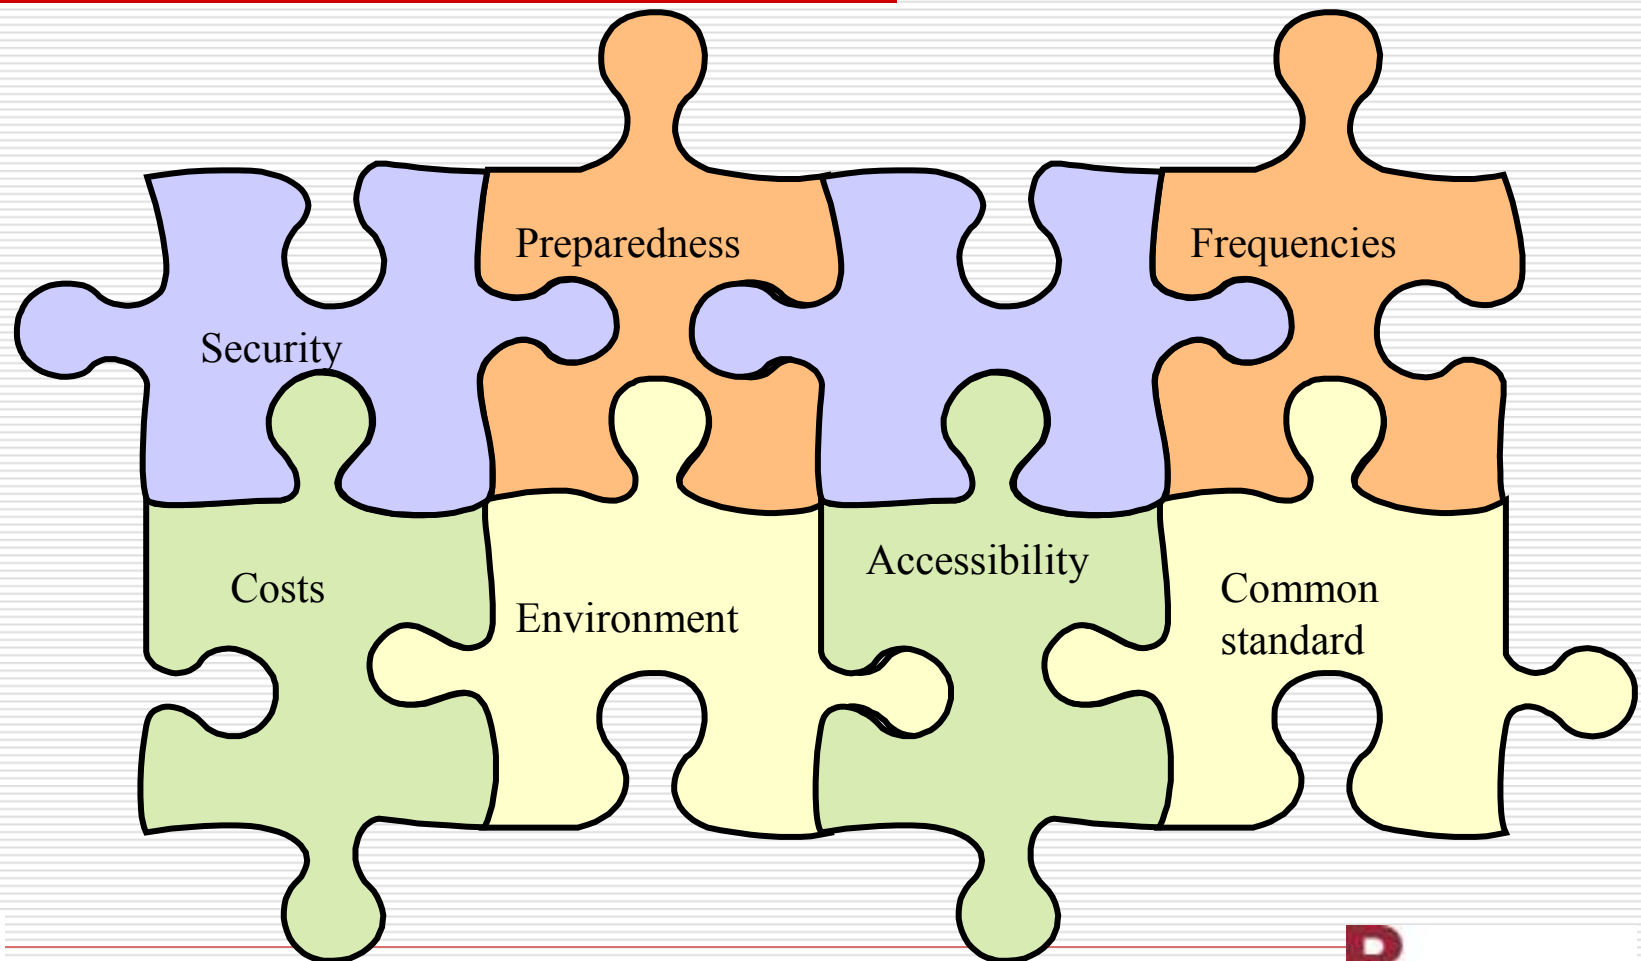 Preparedness
Frequencies
Security
Accessibility
Costs
Environment
Common
standard